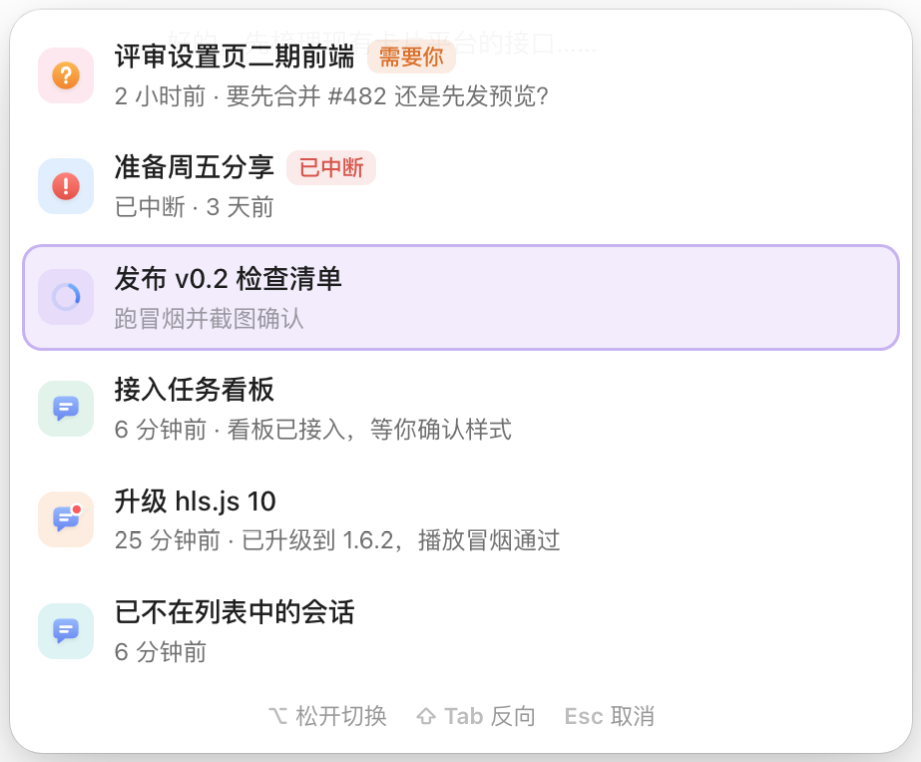 评审设置页二期前端 需要你
2 小时前 · 要先合并 #482 还是先发预览?
准备周五分享 已中断
已中断 · 3 天前
发布 v0.2 检查清单
跑冒烟并截图确认
接入任务看板
6 分钟前 · 看板已接入，等你确认样式
升级 hls.js 10
25 分钟前 · 已升级到 1.6.2，播放冒烟通过
已不在列表中的会话
6 分钟前
⌥ 松开切换 ⇧ Tab 反向 Esc 取消